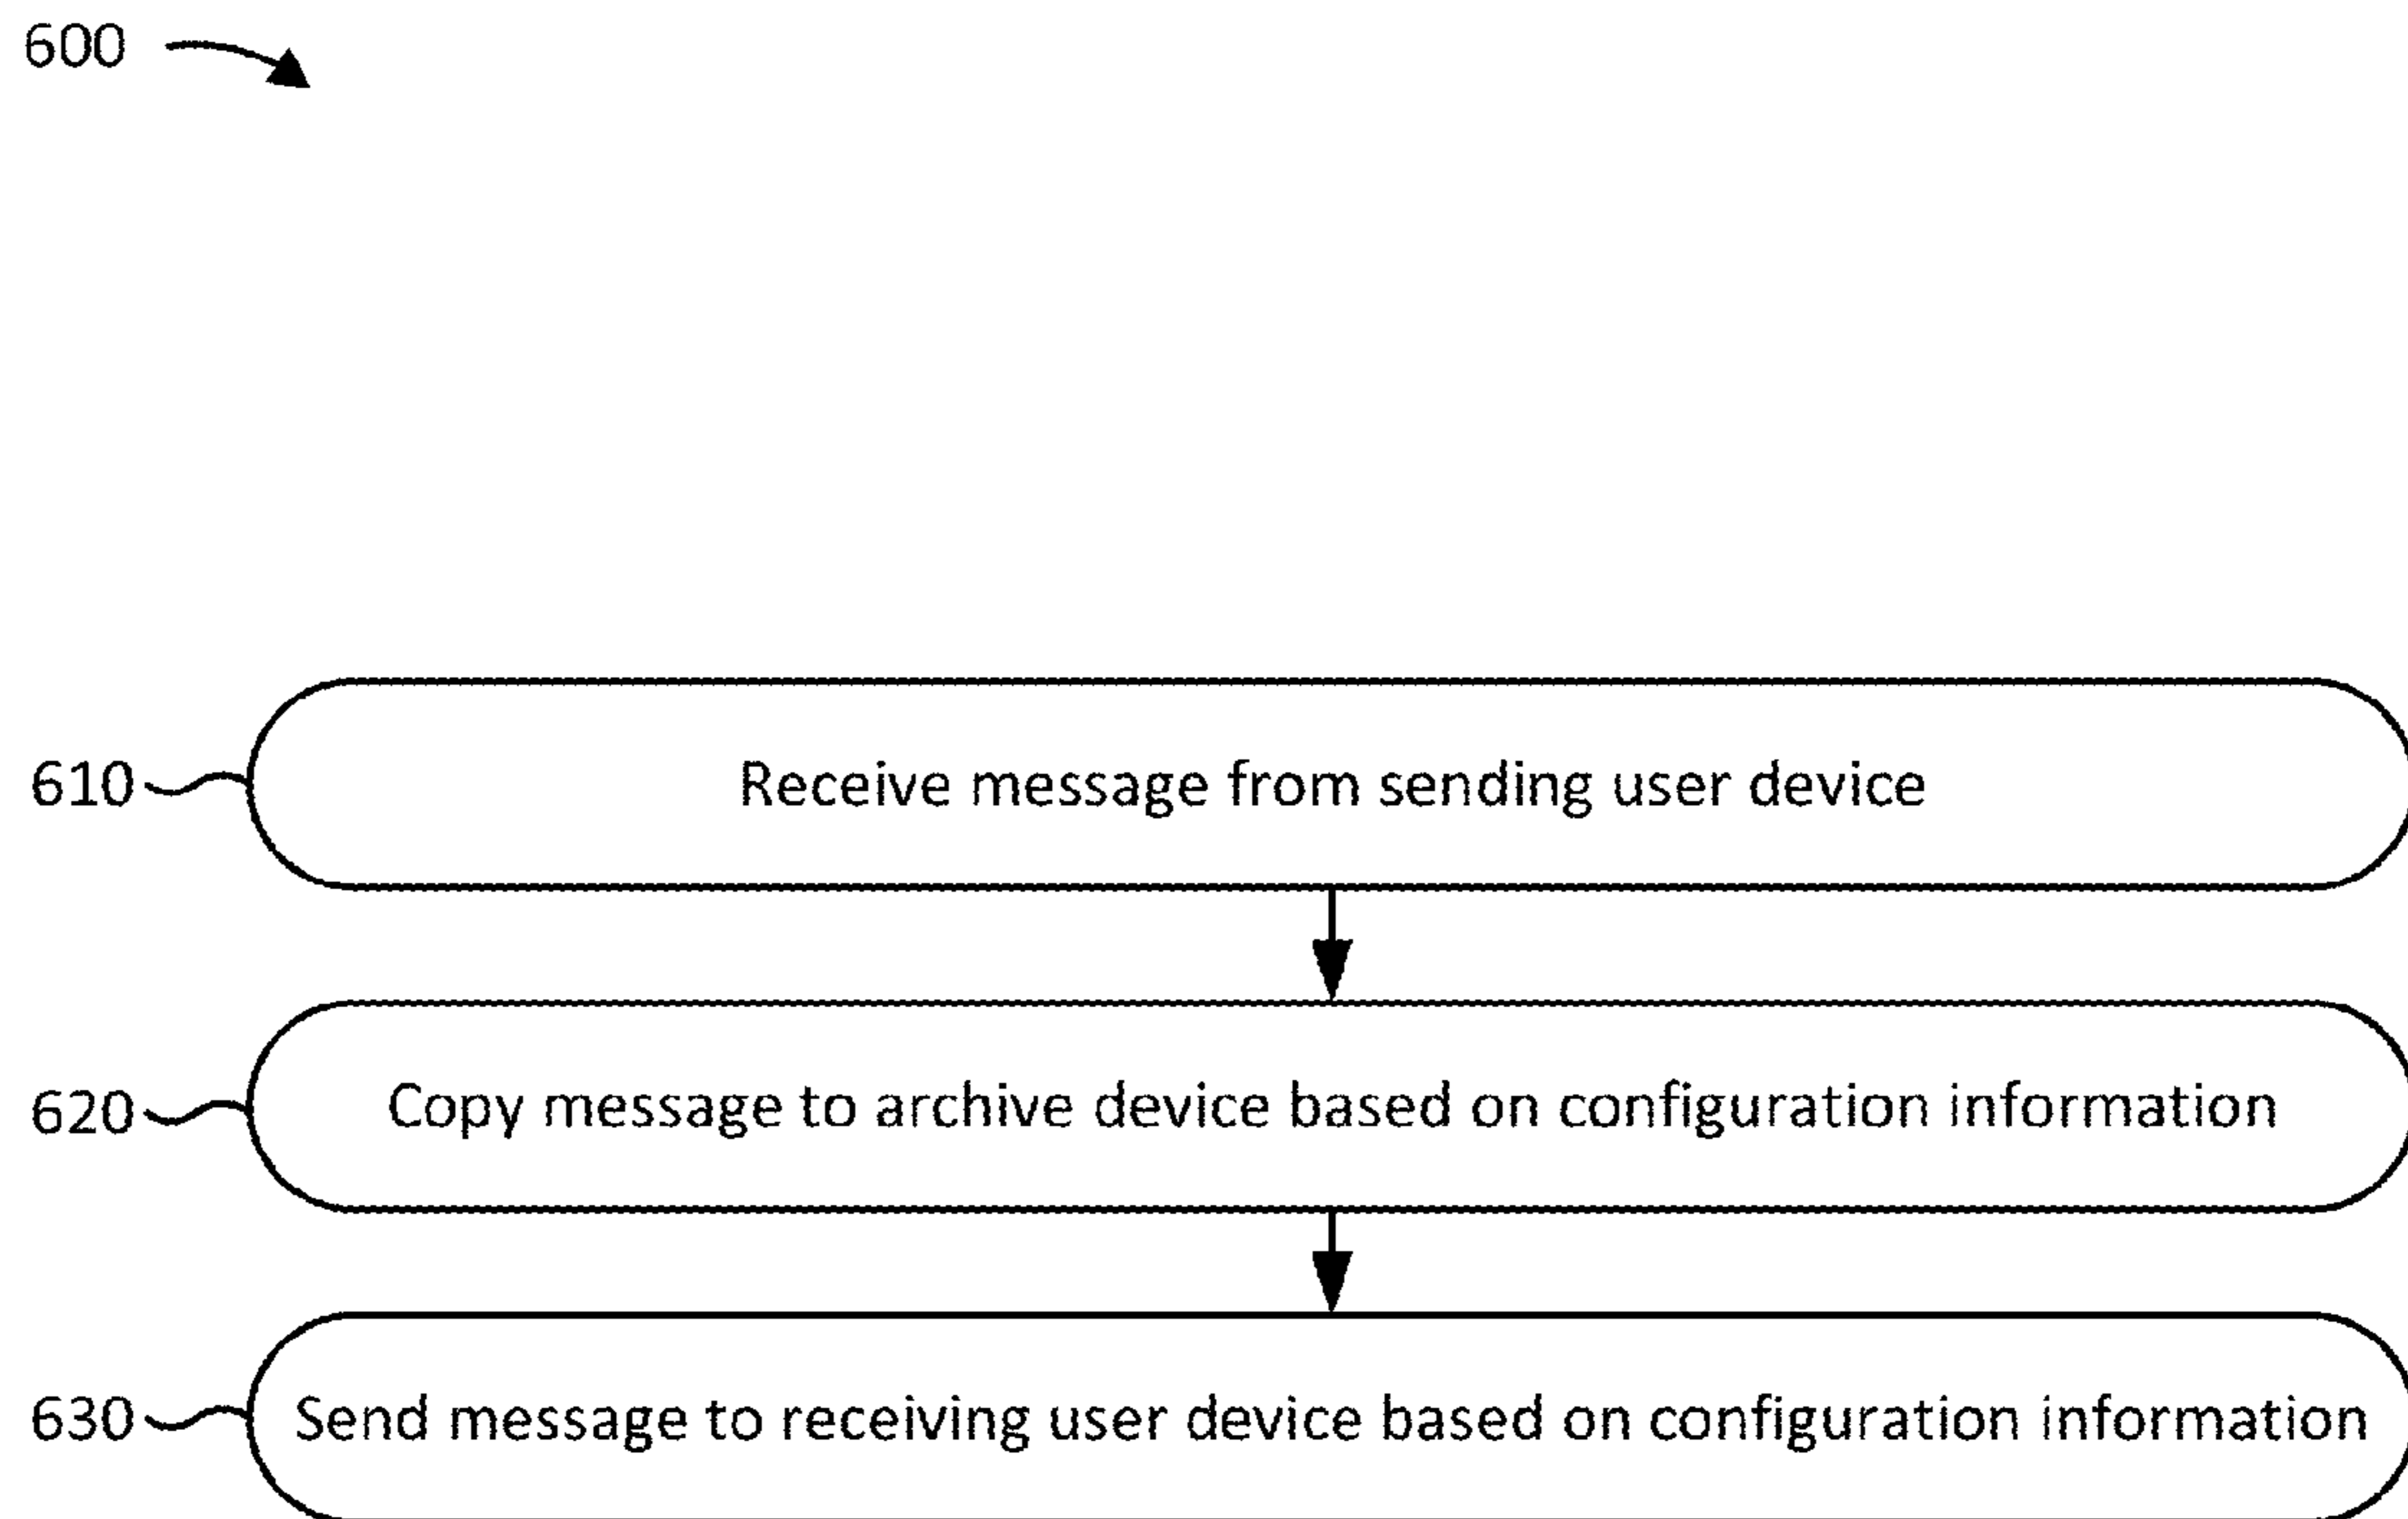 600
610 Receive message from sending user device
620 Copy message to archive device based on configuration information
630 Send message to receiving user device based on configuration information